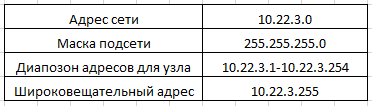 Адрес сети 10.22.3.0
Маска подсети 255.255.255.0
Диапазон адресов для узла 10.22.3.1-10.22.3.254
Широковещательный адрес 10.22.3.255